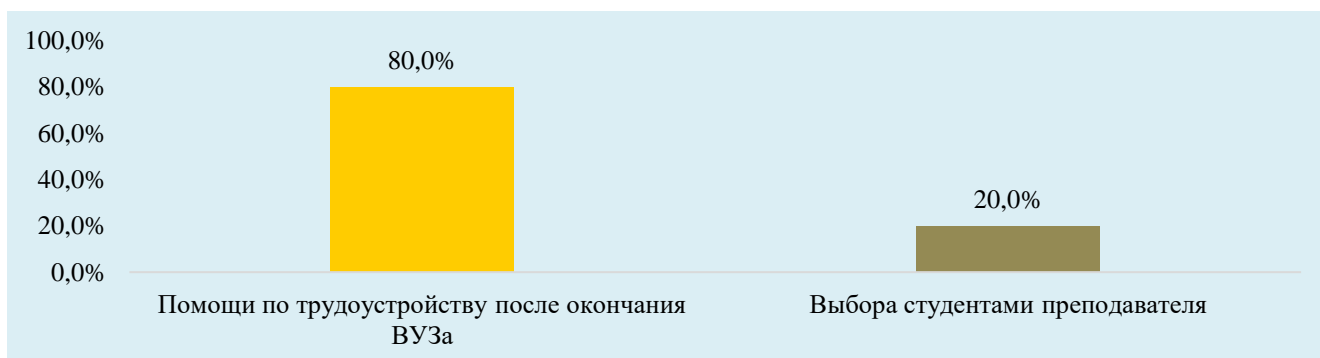 100,0%
80,0%
60,0%
40,0%
20,0%
0,0%
80,0%
20,0%
Помощи по трудоустройству после окончания
ВУЗа
Выбора студентами преподавателя